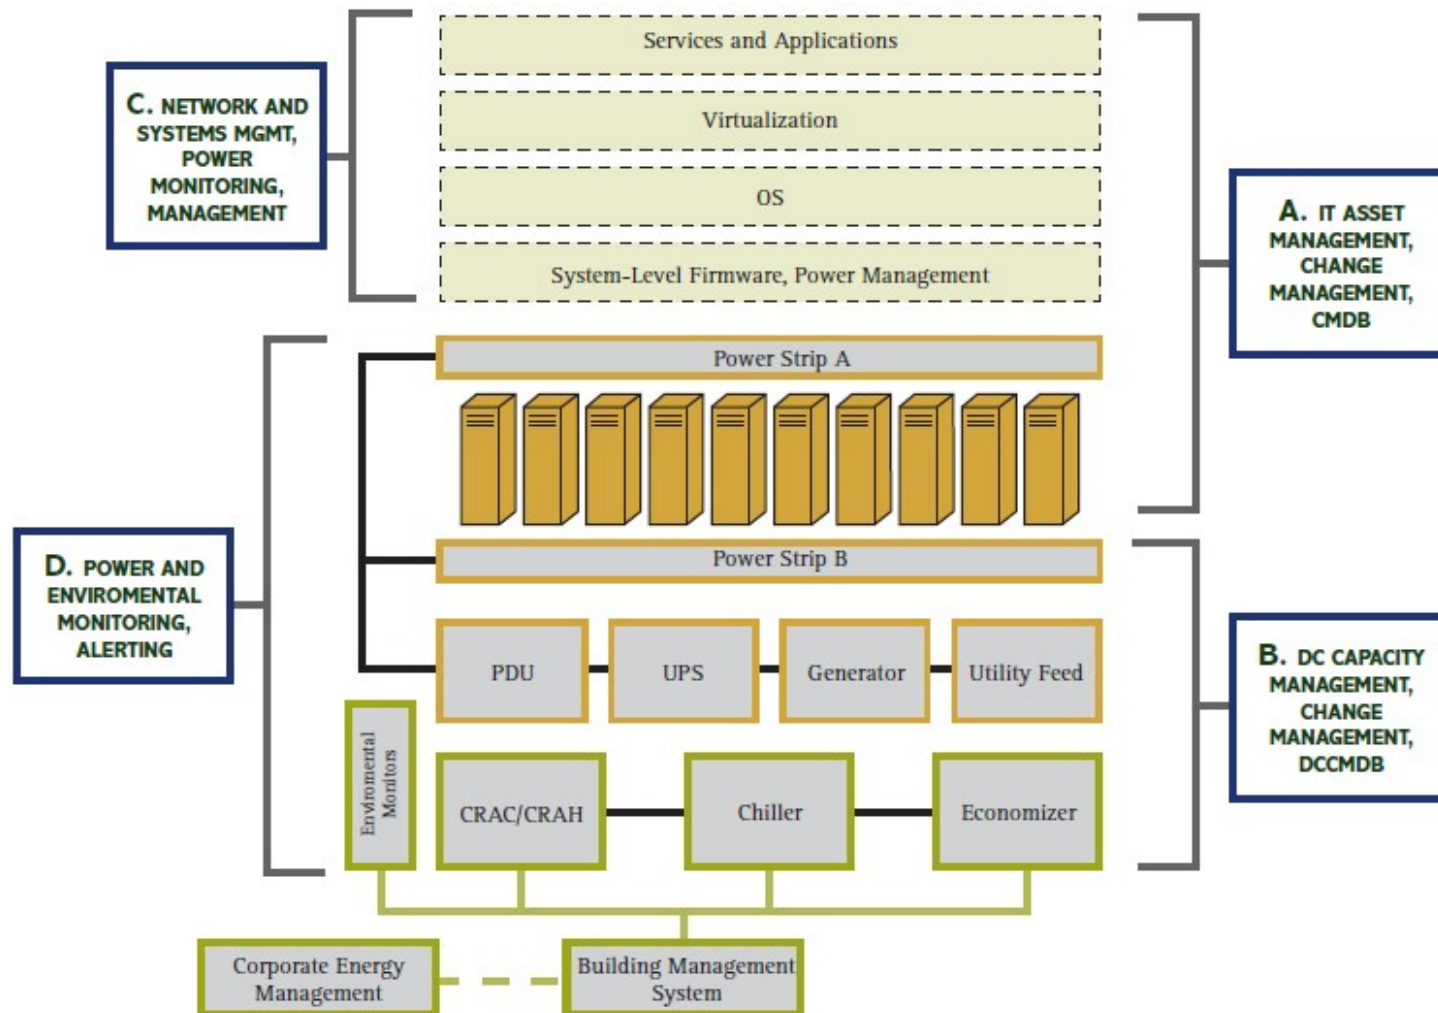 Services and Applications
C. NETWORK AND
SYSTEMS MGMT,
POWER
MONITORING,
MANAGEMENT
Virtualization
OS
System-Level Firmware, Power Management
A. IT ASSET
MANAGEMENT,
CHANGE
MANAGEMENT,
CMDB
Power Strip A
Power Strip B
D. POWER AND
ENVIROMENTAL
MONITORING,
ALERTING
PDU
UPS
Generator
Utility Feed
B. DC CAPACITY
MANAGEMENT,
CHANGE
MANAGEMENT,
DCCMDB
Enviromental
Monitors
CRAC/CRAH
Chiller
Economizer
Corporate Energy
Management
Building Management
System